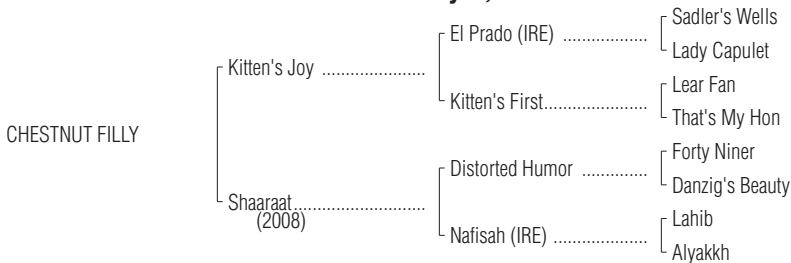 Sadler's Wells
El Prado (IRE) ..................
Lady Capulet
Kitten's Joy ......................
Lear Fan
Kitten's First......................
That's My Hon
CHESTNUT FILLY
Forty Niner
Distorted Humor ..............
Danzig's Beauty
Shaaraat............................
(2008)
Lahib
Nafisah (IRE) ....................
Alyakkh